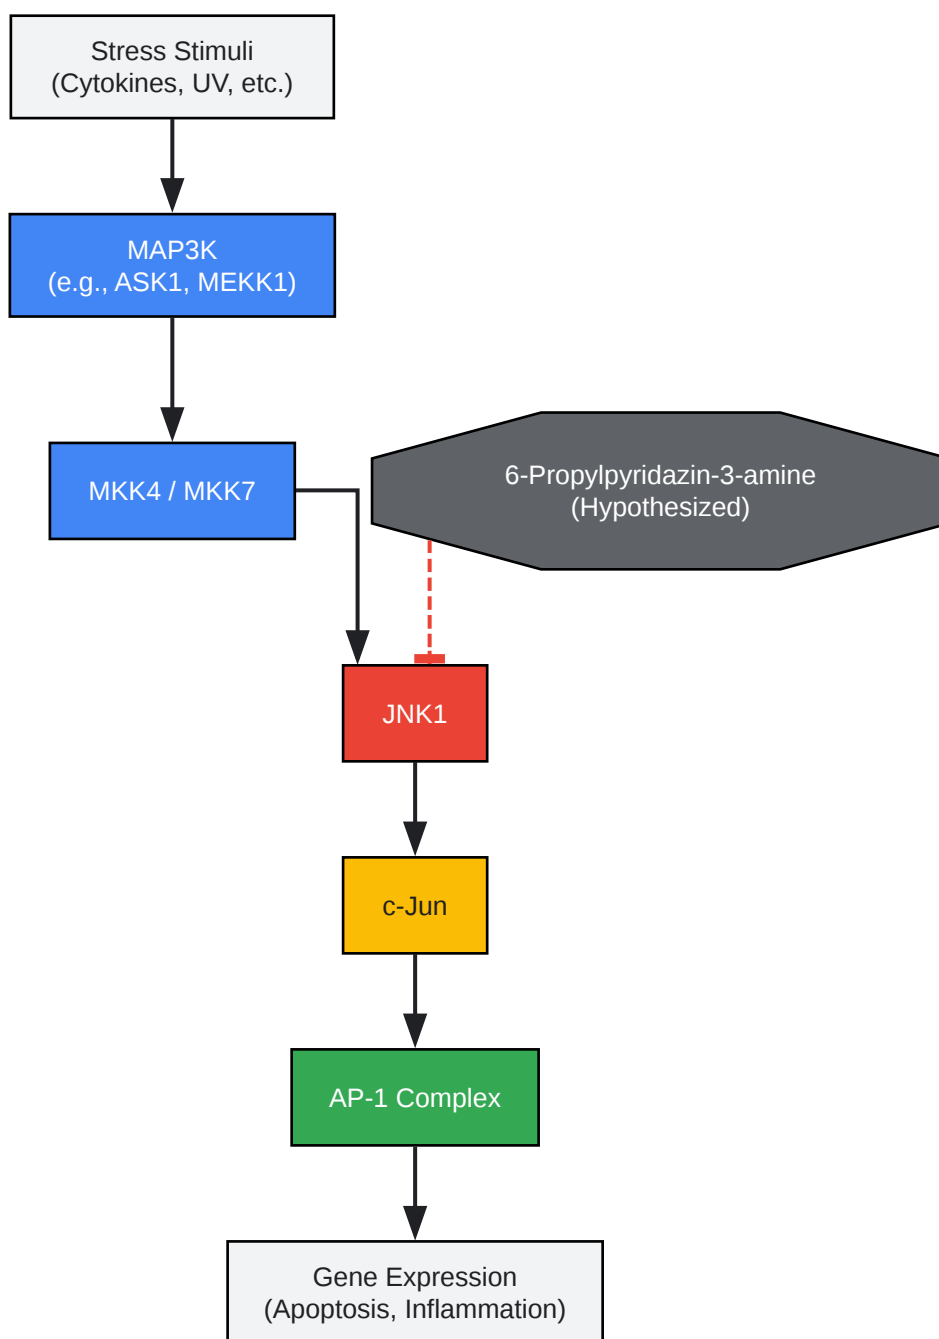 Stress Stimuli
(Cytokines, UV, etc.)
MAP3K
(e.g., ASK1, MEKK1)
MKK4 / MKK7
6-Propylpyridazin-3-amine
(Hypothesized)
JNK1
c-Jun
AP-1 Complex
Gene Expression
(Apoptosis, Inflammation)